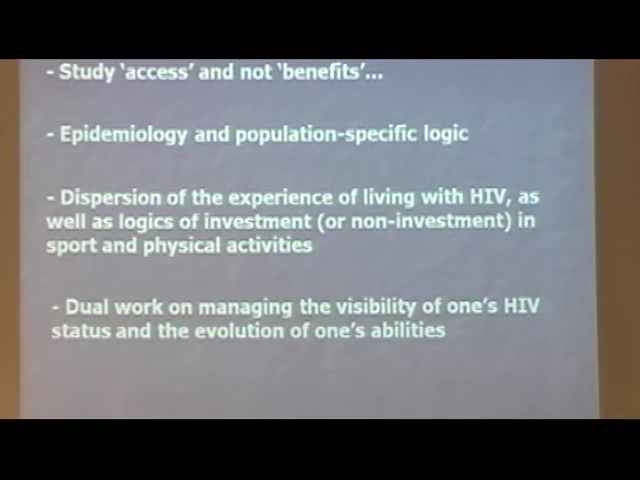 - Study ‘access’ and not ‘benefits’...
- Epidemiology and population-specific logic
- Dispersion of the experience of living with HIV, as
well as logics of investment (or non-investment) in
sport and physical activities
- Dual work on managing the visibility of one’s HIV
status and the evolution of one’s abilities